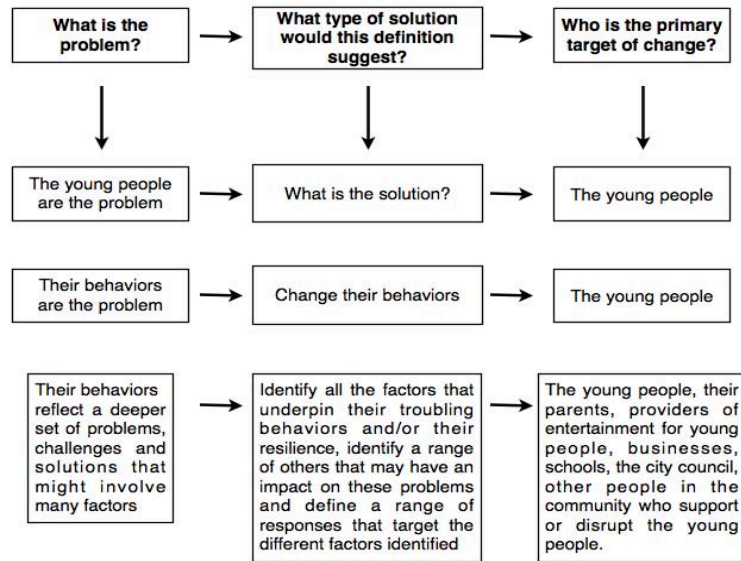 What is the
problem?
What type of solution
would this definition
suggest?
Who is the primary
target of change?
The young people
are the problem
What is the solution?
The young people
Their behaviors
are the problem
Change their behaviors
The young people
Their behaviors
reflect a deeper
set of problems,
challenges and
solutions that
might involve
many factors
Identify all the factors that
underpin their troubling
behaviors and/or their
resilience, identify a range
of others that may have an
impact on these problems
and define a range of
responses that target the
different factors identified
The young people, their
parents, providers of
entertainment for young
people, businesses,
schools, the city council,
other people in the
community who support
or disrupt the young
people.